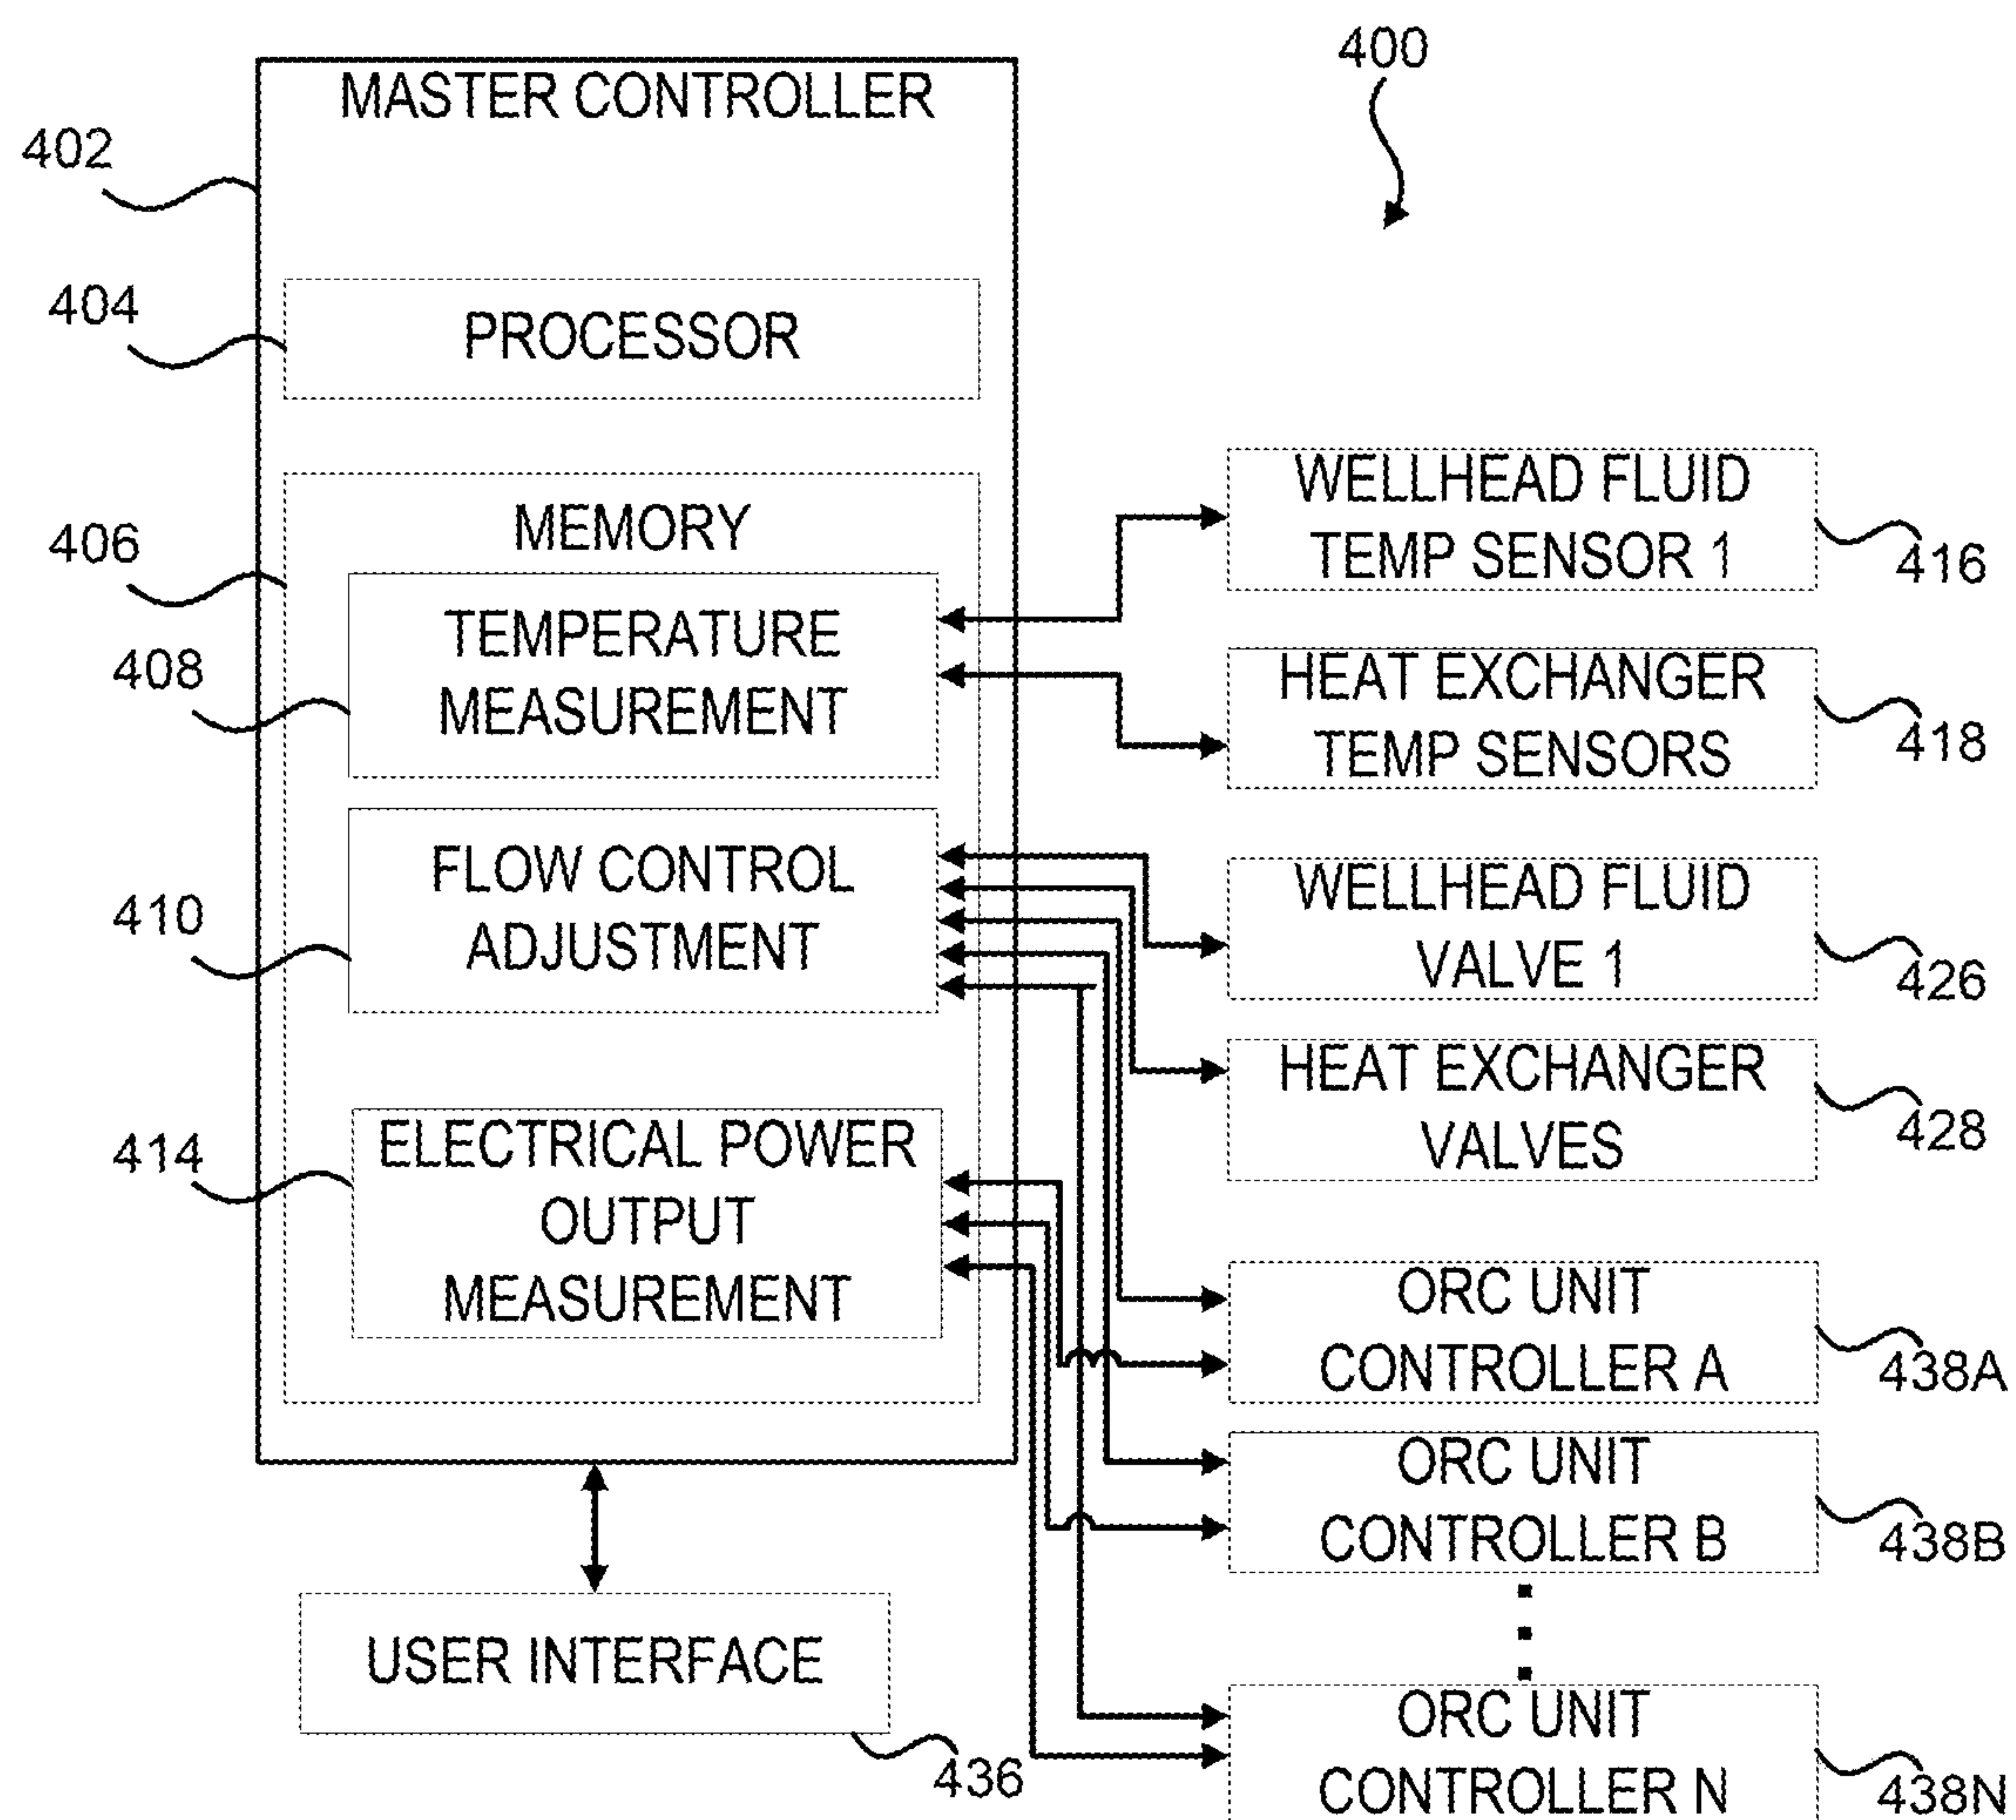 400
MASTER CONTROLLER
402
404
PROCESSOR
406
MEMORY
408
TEMPERATURE
MEASUREMENT
410
FLOW CONTROL
ADJUSTMENT
414
ELECTRICAL POWER
OUTPUT
MEASUREMENT
WELLHEAD FLUID
TEMP SENSOR 1
416
HEAT EXCHANGER
TEMP SENSORS
418
WELLHEAD FLUID
VALVE 1
426
HEAT EXCHANGER
VALVES
428
ORC UNIT
CONTROLLER A
438A
ORC UNIT
CONTROLLER B
438B
ORC UNIT
CONTROLLER N
438N
USER INTERFACE
436